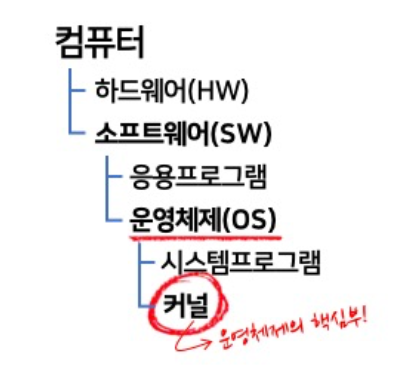 컴퓨터
하드웨어(HW)
소프트웨어(SW)
응용프로그램
운영체제(OS)
시스템프로그램
커널
운영체제의 핵심부!